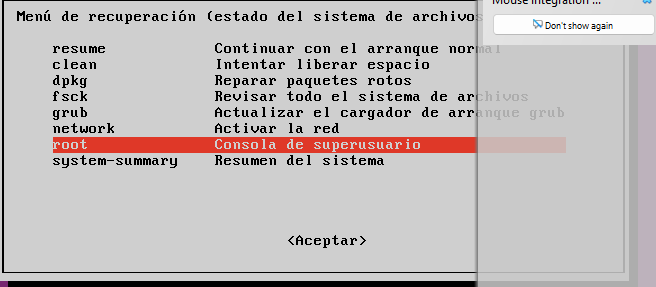 Menú de recuperación (estado del sistema de archivos
Mouse integration ...
Don't show again
resume Continuar con el arranque normal
clean Intentar liberar espacio
dpkg Reparar paquetes rotos
fsck Revisar todo el sistema de archivos
grub Actualizar el cargador de arranque grub
network Activar la red
root Consola de superusuario
system-summary Resumen del sistema
<Aceptar>